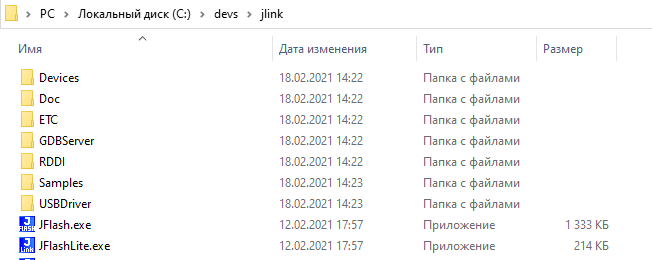 PC > Локальный диск (C:) > devs > jlink
Имя Дата изменения Тип Размер
Devices 18.02.2021 14:22 Папка с файлами
Doc 18.02.2021 14:22 Папка с файлами
ETC 18.02.2021 14:22 Папка с файлами
GDBServer 18.02.2021 14:22 Папка с файлами
RDDI 18.02.2021 14:22 Папка с файлами
Samples 18.02.2021 14:23 Папка с файлами
USBDriver 18.02.2021 14:23 Папка с файлами
JFlash.exe 12.02.2021 17:57 Приложение 1 333 КБ
JFlashLite.exe 12.02.2021 17:57 Приложение 214 КБ